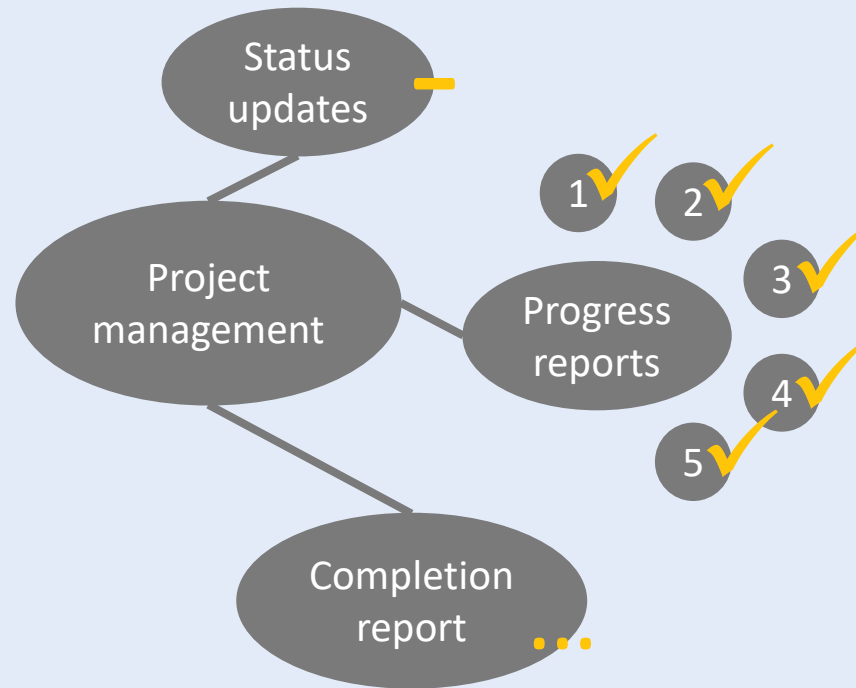 Status
updates
1
2
3
Project
management
Progress
reports
4
5
Completion
report
...